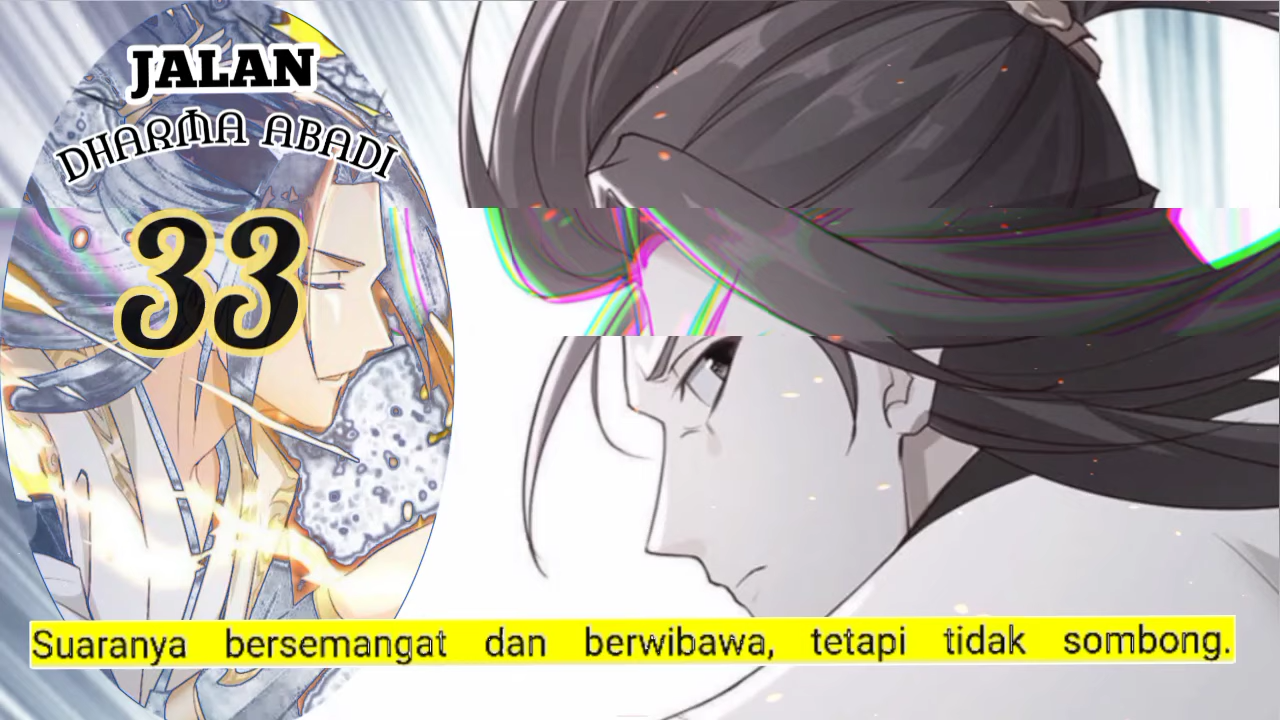 JALAN
DHARMA ABADI
33
Suaranya bersemangat dan berwibawa, tetapi tidak sombong.